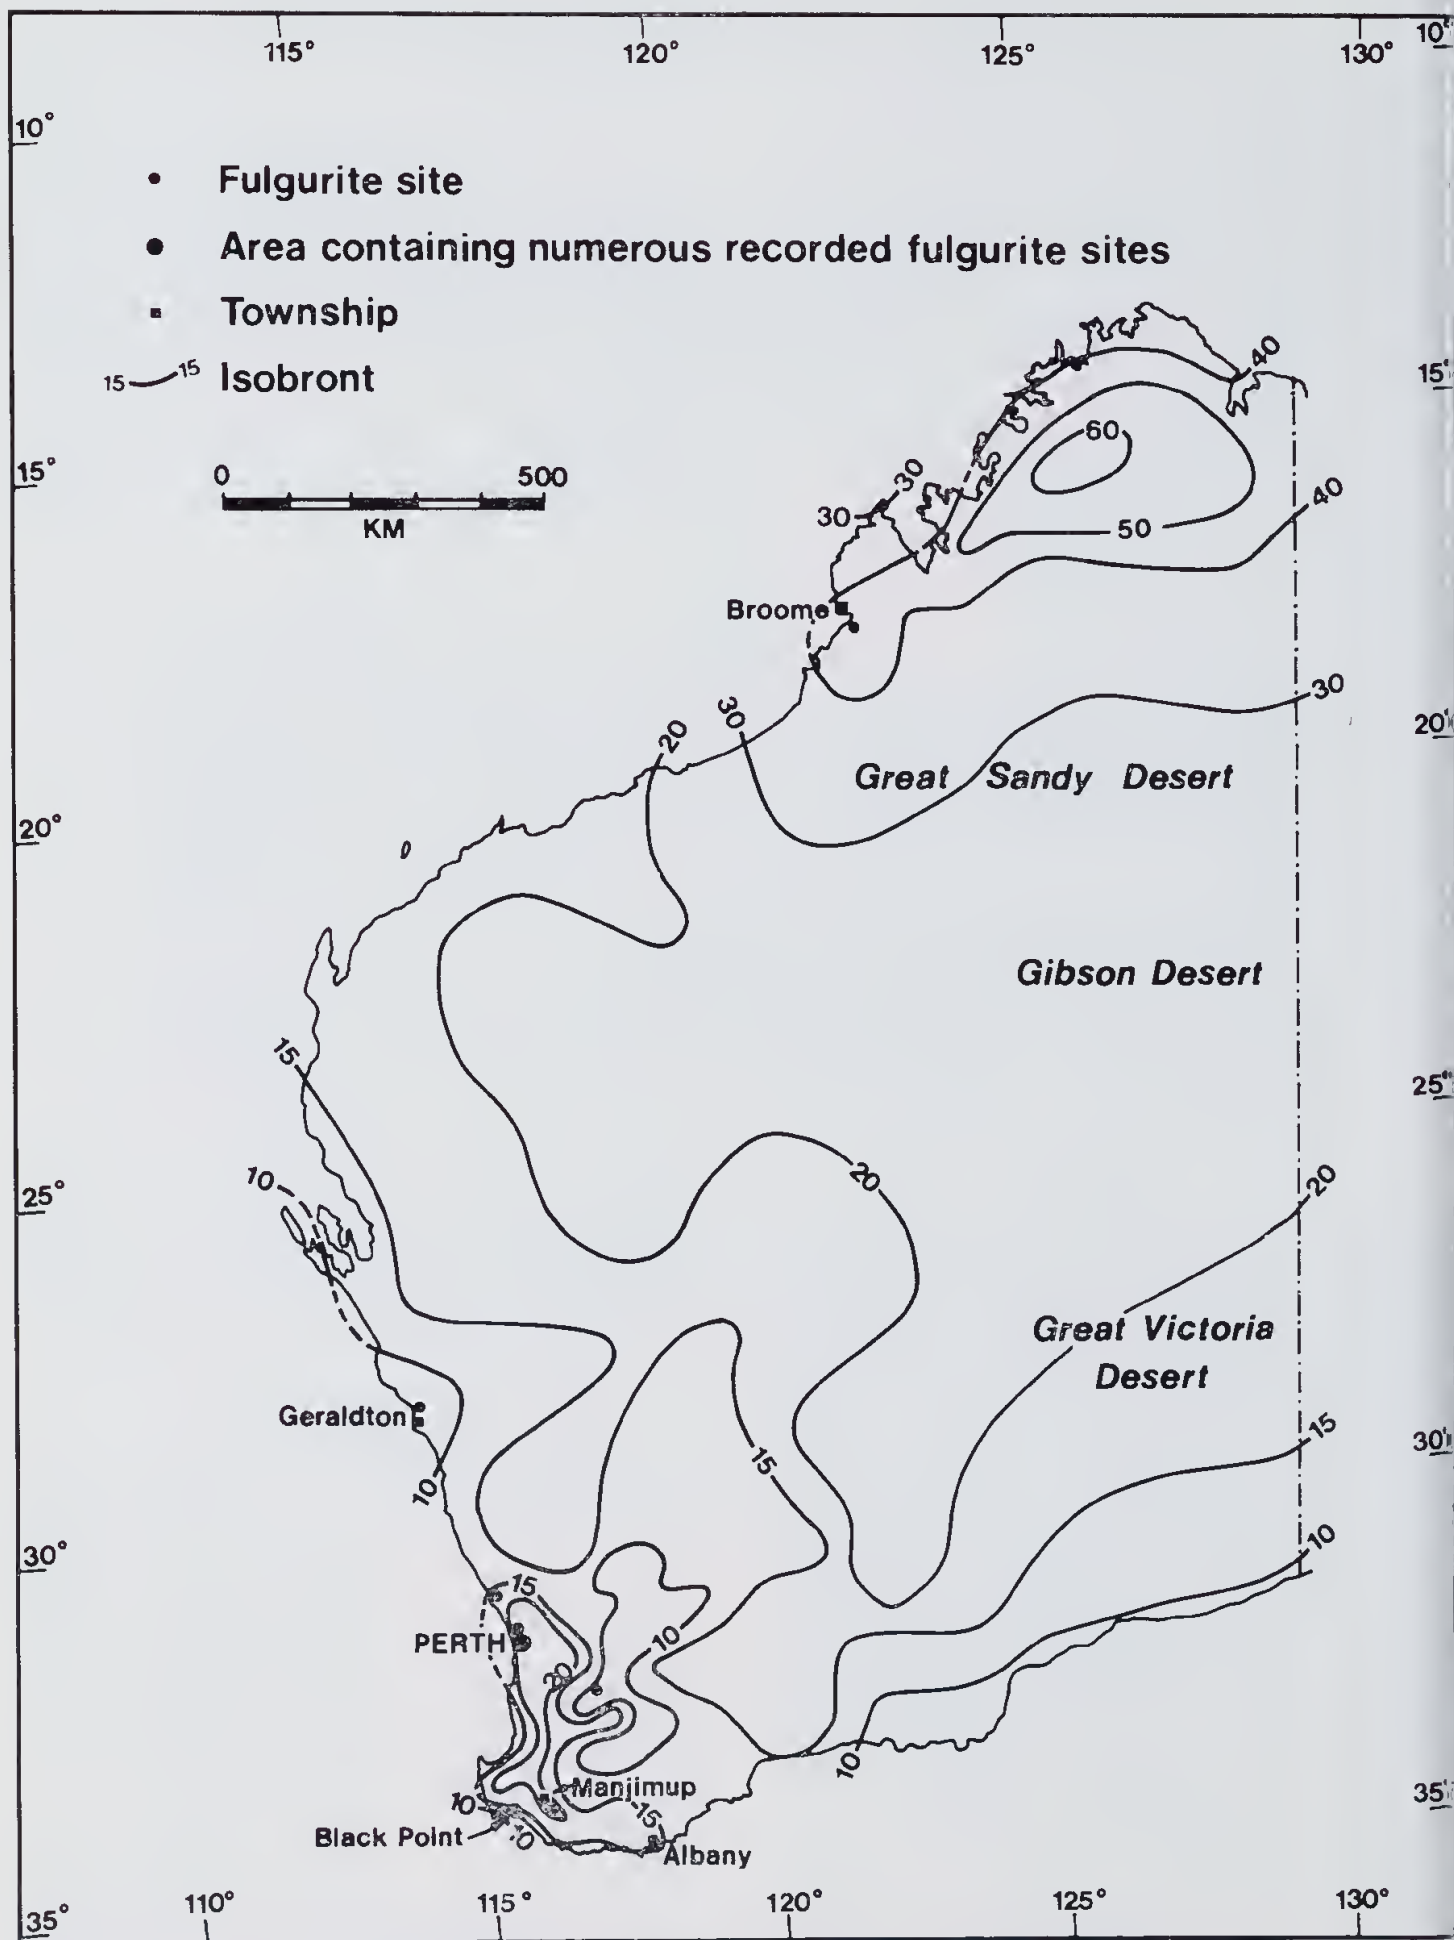 115° 120° 125° 130°
10°
10°
Fulgurite site
Area containing numerous recorded fulgurite sites
Township
15 15 Isobront
40
15°
60
15°
0 500
KM
30
30
40
50
Broome
30
30
20
20°
Great Sandy Desert
20°
Gibson Desert
15
25°
10
20
20
25°
Great Victoria
Desert
Geraldton
15
15
30°
10
10
30°
15
PERTH
10
20
10
Manjimup
10
15
35°
Black Point
Albany
110° 115° 120° 125° 130°
35°